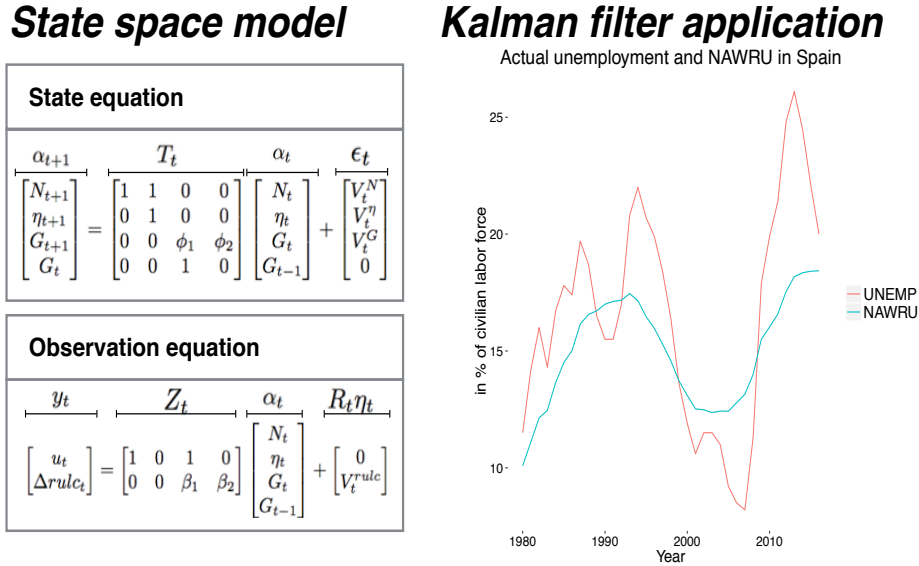 State space model
State equation
α_{t+1} T_t α_t ϵ_t
[N_{t+1}; η_{t+1}; G_{t+1}; G_t] = [1 1 0 0; 0 1 0 0; 0 0 ϕ_1 ϕ_2; 0 0 1 0] [N_t; η_t; G_t; G_{t−1}] + [V_t^N; V_t^η; V_t^G; 0]
Observation equation
y_t Z_t α_t R_tη_t
[u_t; Δrulc_t] = [1 0 1 0; 0 0 β_1 β_2] [N_t; η_t; G_t; G_{t−1}] + [0; V_t^{rulc}]
Kalman filter application
Actual unemployment and NAWRU in Spain
in % of civilian labor force
25
20
15
10
1980 1990 2000 2010
Year
UNEMP
NAWRU